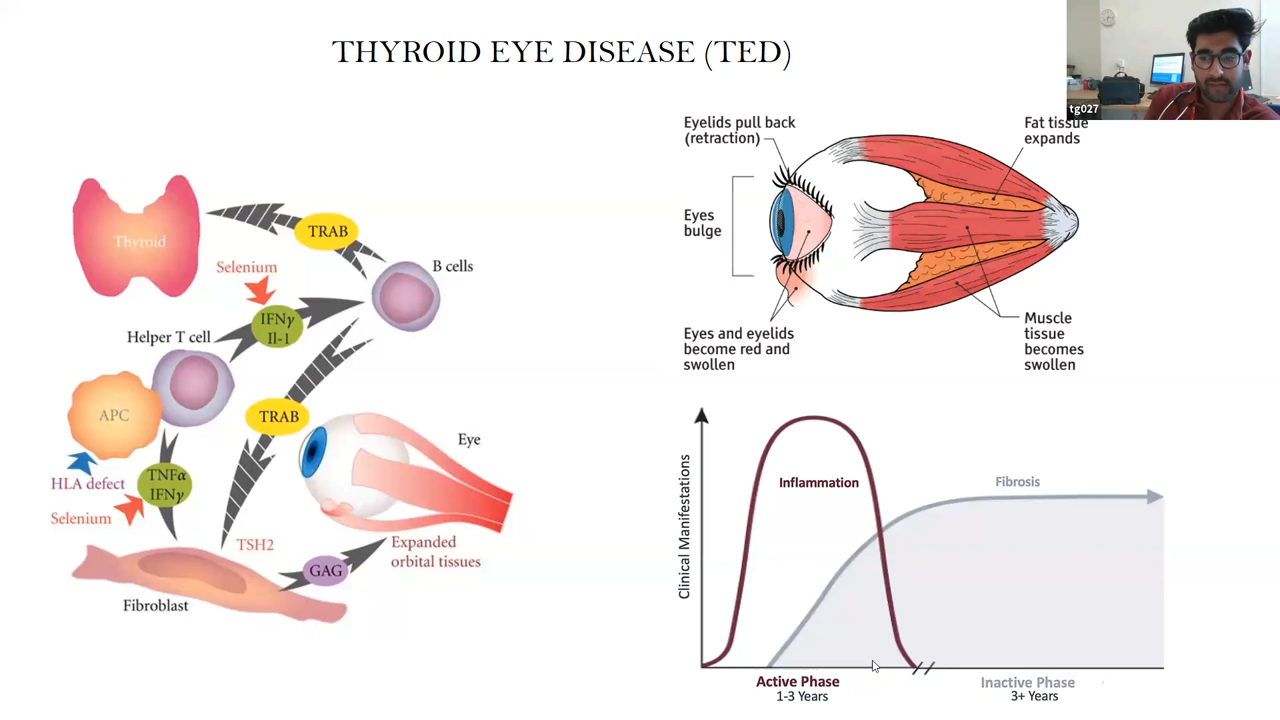 THYROID EYE DISEASE (TED)
tg027
Thyroid
TRAB
Selenium
B cells
IFNγ
Il-1
Helper T cell
APC
TRAB
HLA defect
TNFα
IFNγ
Selenium
Eye
TSH2
Expanded
orbital tissues
GAG
Fibroblast
Eyelids pull back
(retraction)
Fat tissue
expands
Eyes
bulge
Eyes and eyelids
become red and
swollen
Muscle
tissue
becomes
swollen
Clinical Manifestations
Inflammation
Fibrosis
Active Phase
1-3 Years
Inactive Phase
3+ Years